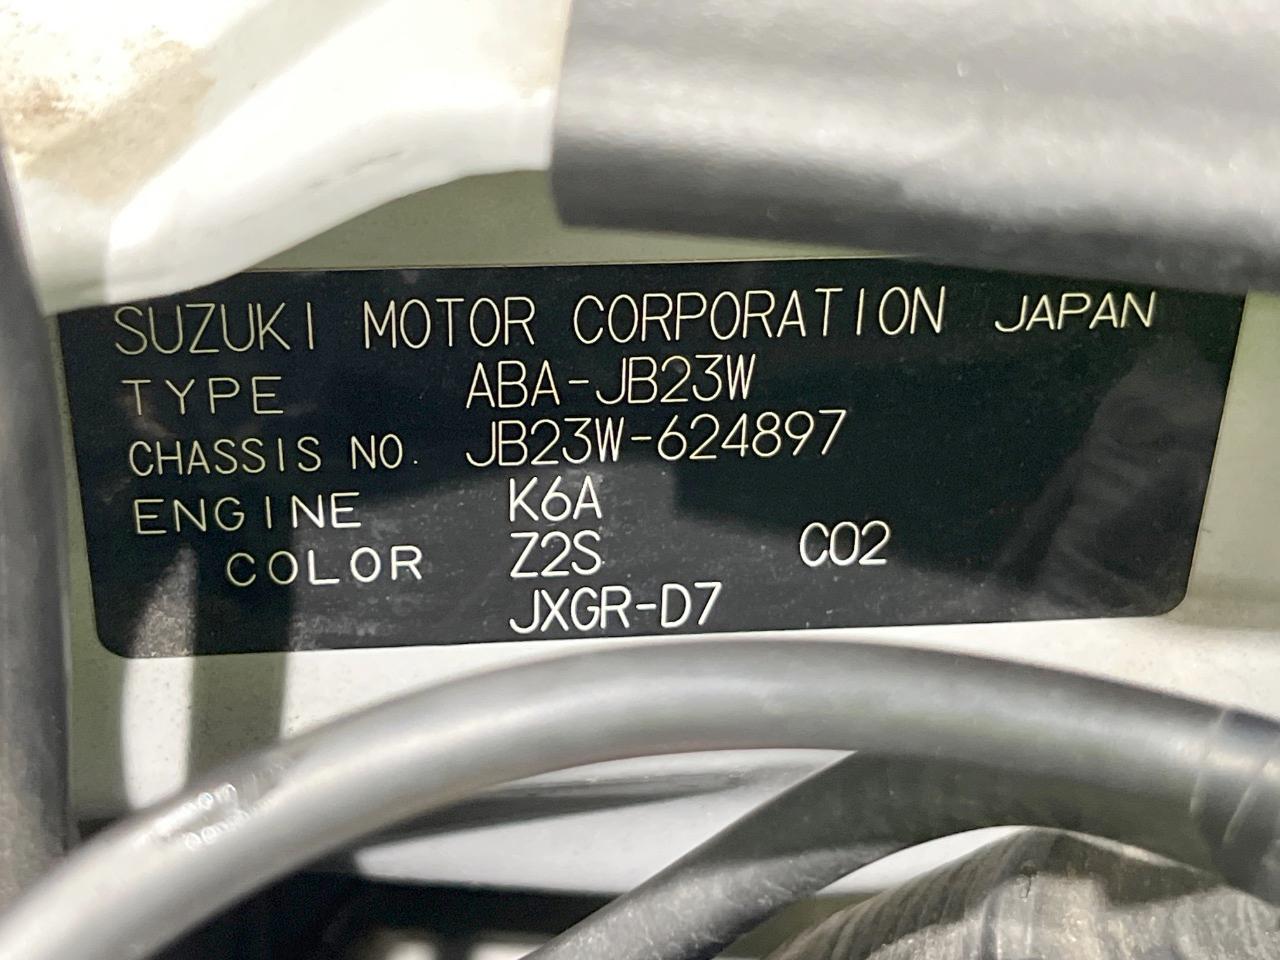 SUZUKI MOTOR CORPORATION JAPAN
TYPE ABA-JB23W
CHASSIS NO. JB23W-624897
ENGINE K6A
COLOR Z2S C02
JXGR-D7